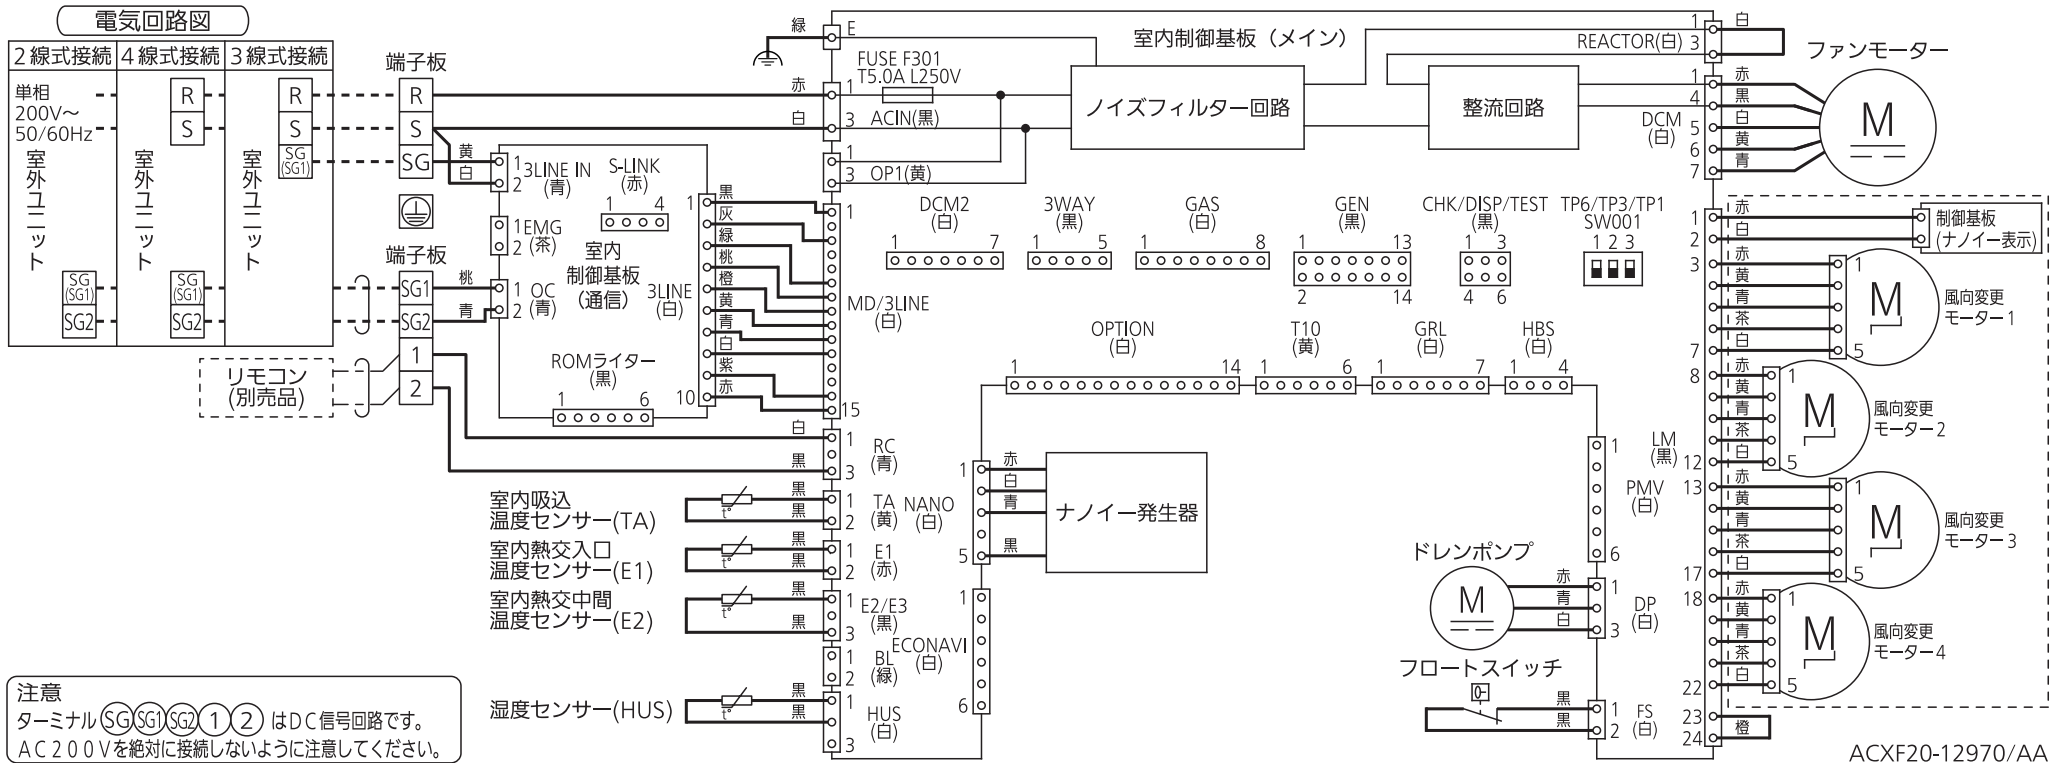 電気回路図
2線式接続 4線式接続 3線式接続
単相
200V～
50/60Hz
室外ユニット
SG
(SG1)
SG2
R
S
室外ユニット
SG
(SG1)
SG2
R
S
SG
(SG1)
室外ユニット
端子板
R
S
SG
端子板
SG1
SG2
1
2
リモコン
(別売品)
緑
赤
白
黄
白
桃
青
1
2
3LINE IN
(青)
S-LINK
(赤)
1 4
1
2
EMG
(茶)
室内
制御基板
(通信)
1
2
OC
(青)
3LINE
(白)
1
10
ROMライター
(黒)
1 6
黒
灰
緑
桃
橙
黄
青
白
紫
赤
E
FUSE F301
T5.0A L250V
1
3 ACIN(黒)
1
3 OP1(黄)
室内制御基板(メイン)
ノイズフィルター回路
整流回路
REACTOR(白)
1
3
白
ファンモーター
M
1
4
DCM
(白)
5
6
7
赤
黒
白
黄
青
1
MD/3LINE
(白)
15
DCM2
(白)
1 7
3WAY
(黒)
1 5
GAS
(白)
1 8
GEN
(黒)
1 13
2 14
CHK/DISP/TEST
(黒)
1 3
4 6
TP6/TP3/TP1
SW001
1 2 3
OPTION
(白)
1 14
T10
(黄)
1 6
GRL
(白)
1 7
HBS
(白)
1 4
白
黒
1
3
RC
(青)
室内吸込
温度センサー(TA)
t°
黒
黒
1
2
TA
(黄)
室内熱交入口
温度センサー(E1)
t°
黒
黒
1
2
E1
(赤)
室内熱交中間
温度センサー(E2)
t°
黒
黒
1
3
E2/E3
(黒)
1
2
BL
(緑)
湿度センサー(HUS)
t°
黒
黒
1
HUS
(白)
3
NANO
(白)
1
5
赤
白
青
黒
ナノイー発生器
ECONAVI
(白)
1
6
PMV
(白)
1
6
ドレンポンプ
M
赤
青
白
1
3
DP
(白)
フロートスイッチ
黒
黒
1
2
FS
(白)
LM
(黒)
1
2
3
7
8
12
13
17
18
22
23
24
赤
白
制御基板
(ナノイー表示)
赤
黄
青
茶
白
1
5
M
風向変更
モーター1
赤
黄
青
茶
白
1
5
M
風向変更
モーター2
赤
黄
青
茶
白
1
5
M
風向変更
モーター3
赤
黄
青
茶
白
1
5
M
風向変更
モーター4
橙
注意
ターミナル SG SG1 SG2 1 2 はDC信号回路です。
AC200Vを絶対に接続しないように注意してください。
ACXF20-12970/AA